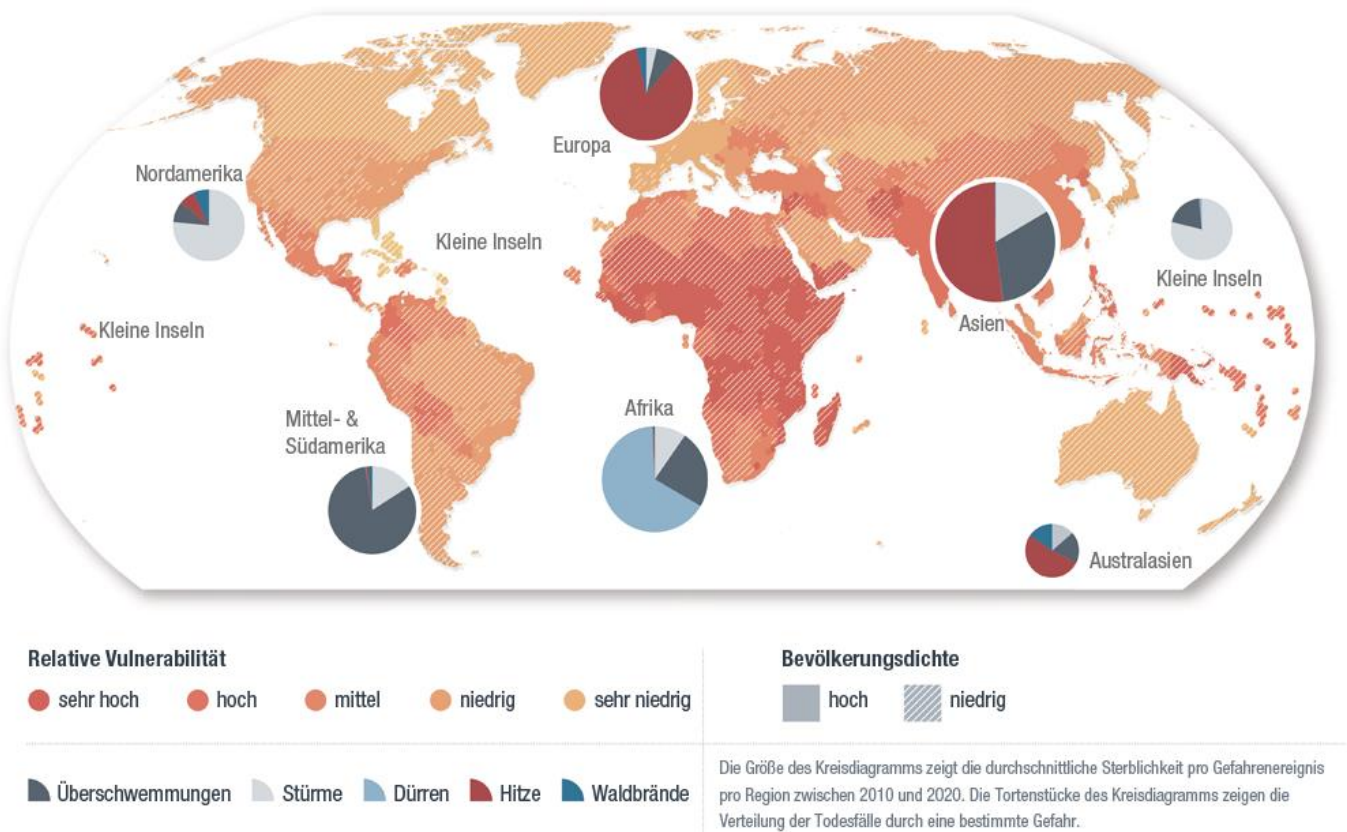 Europa
Nordamerika
Kleine Inseln
Kleine Inseln
Asien
Kleine Inseln
Mittel- &
Südamerika
Afrika
Australasien
Relative Vulnerabilität
sehr hoch
hoch
mittel
niedrig
sehr niedrig
Bevölkerungsdichte
hoch
niedrig
Überschwemmungen
Stürme
Dürren
Hitze
Waldbrände
Die Größe des Kreisdiagramms zeigt die durchschnittliche Sterblichkeit pro Gefahrenereignis
pro Region zwischen 2010 und 2020. Die Tortenstücke des Kreisdiagramms zeigen die
Verteilung der Todesfälle durch eine bestimmte Gefahr.